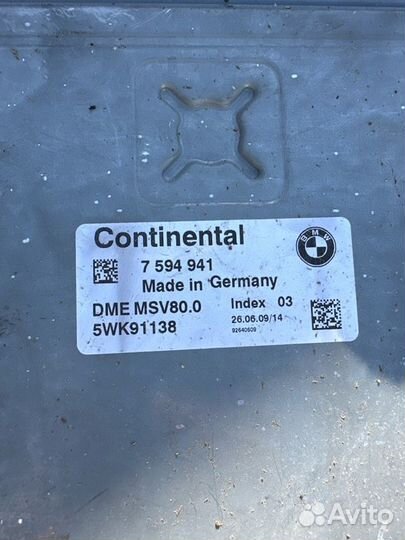 Continental
BMW
7 594 941
Made in Germany
DME MSV80.0
Index 03
5WK91138
26.06.09/14
92640609
Avito